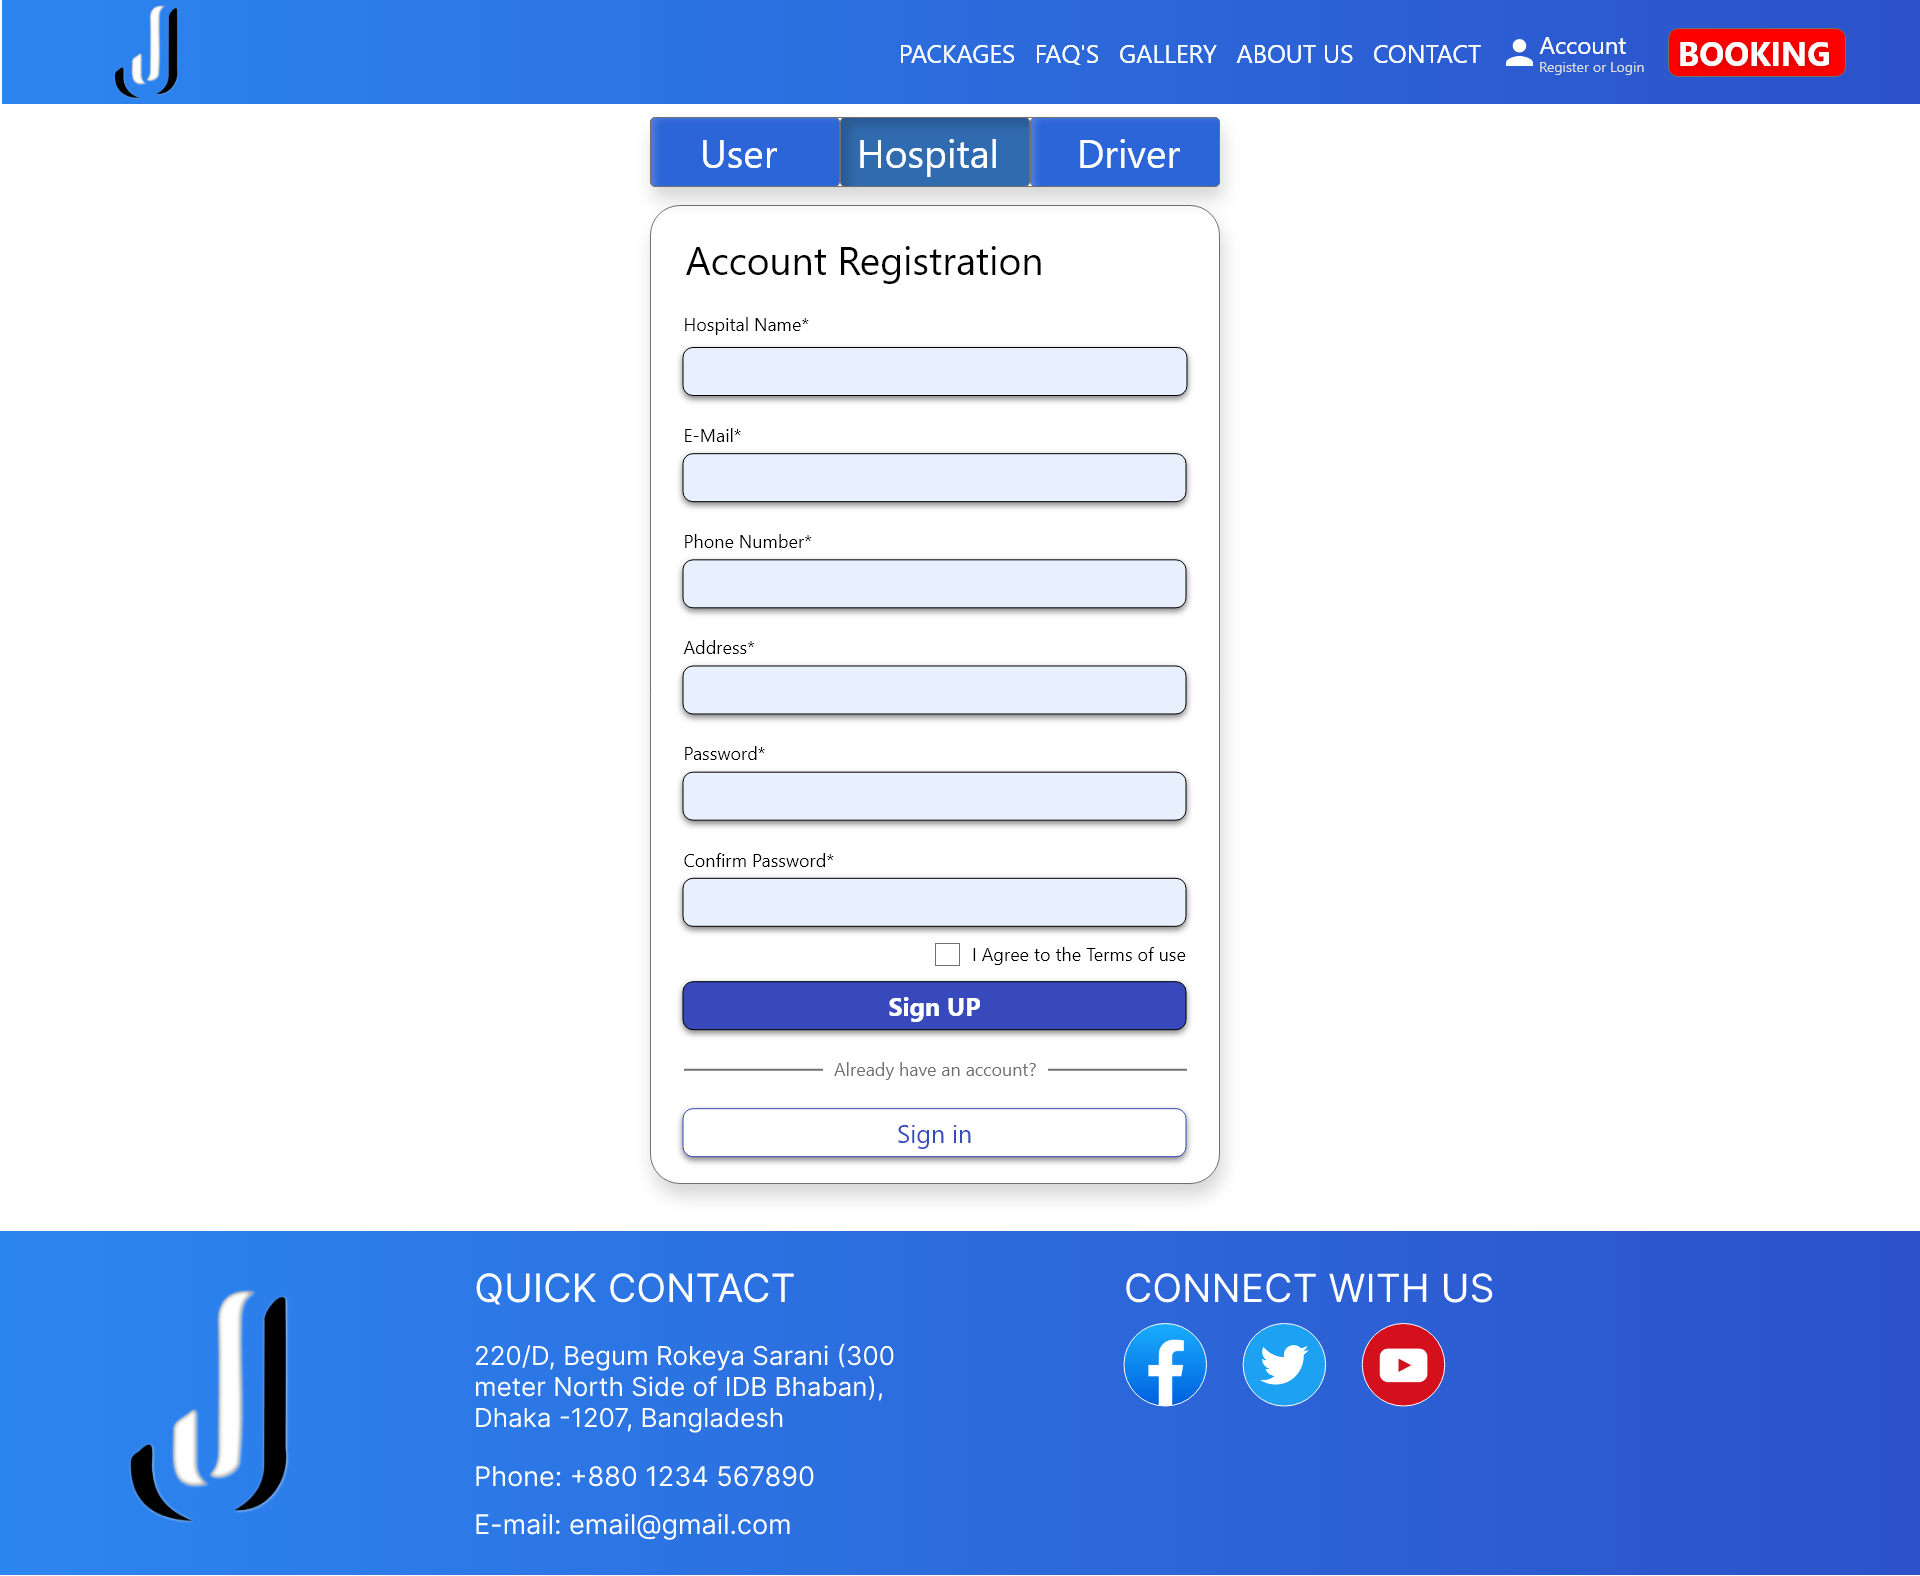 PACKAGES FAQ'S GALLERY ABOUT US CONTACT Account BOOKING
Register or Login
User Hospital Driver
Account Registration
Hospital Name*
E-Mail*
Phone Number*
Address*
Password*
Confirm Password*
I Agree to the Terms of use
Sign UP
Already have an account?
Sign in
QUICK CONTACT
220/D, Begum Rokeya Sarani (300
meter North Side of IDB Bhaban),
Dhaka -1207, Bangladesh
Phone: +880 1234 567890
E-mail: email@gmail.com
CONNECT WITH US